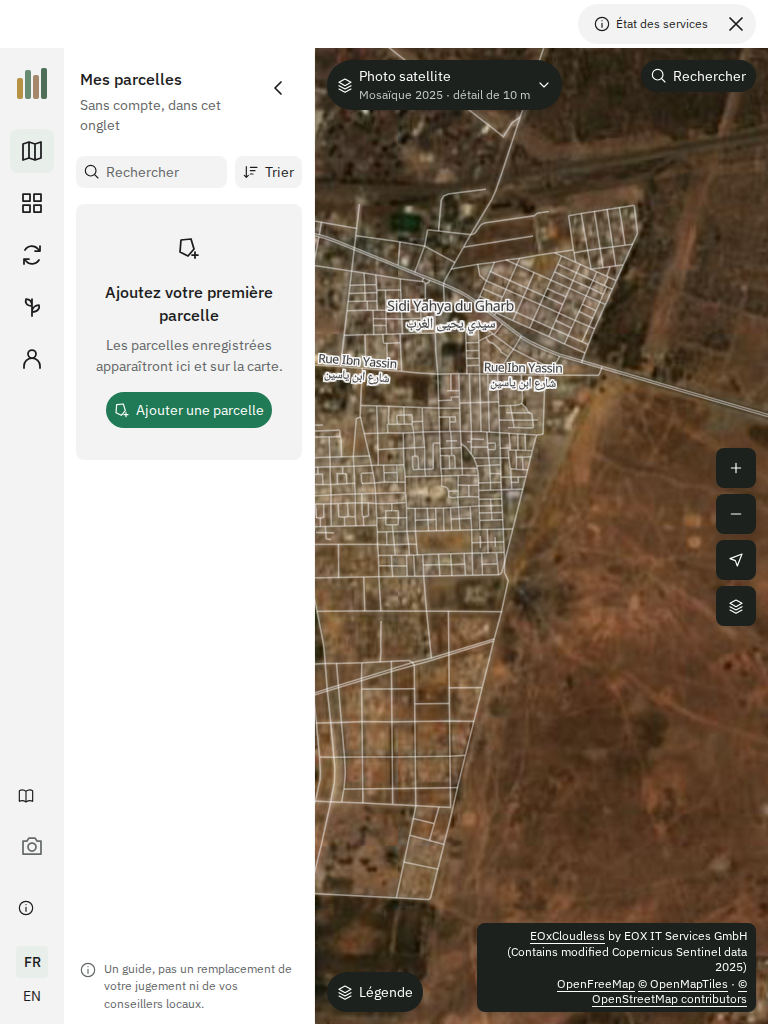 État des services
Mes parcelles
Sans compte, dans cet
onglet
Rechercher
Trier
Ajoutez votre première
parcelle
Les parcelles enregistrées
apparaîtront ici et sur la carte.
Ajouter une parcelle
Un guide, pas un remplacement de
votre jugement ni de vos
conseillers locaux.
FR
EN
Photo satellite
Mosaïque 2025 · détail de 10 m
Rechercher
Sidi Yahya du Gharb
سيدي يحيى الغرب
Rue Ibn Yassin
شارع ابن ياسين
Rue Ibn Yassin
شارع ابن ياسين
Légende
EOxCloudless by EOX IT Services GmbH
(Contains modified Copernicus Sentinel data
2025)
OpenFreeMap © OpenMapTiles · ©
OpenStreetMap contributors